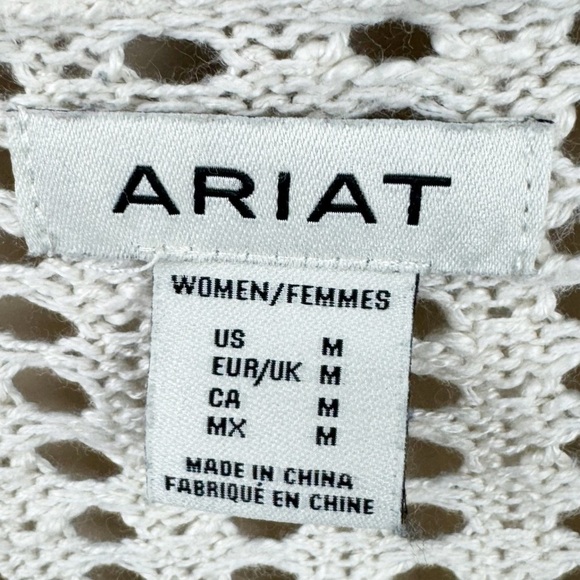 ARIAT
WOMEN/FEMMES
US M
EUR/UK M
CA M
MX M
MADE IN CHINA
FABRIQUÉ EN CHINE